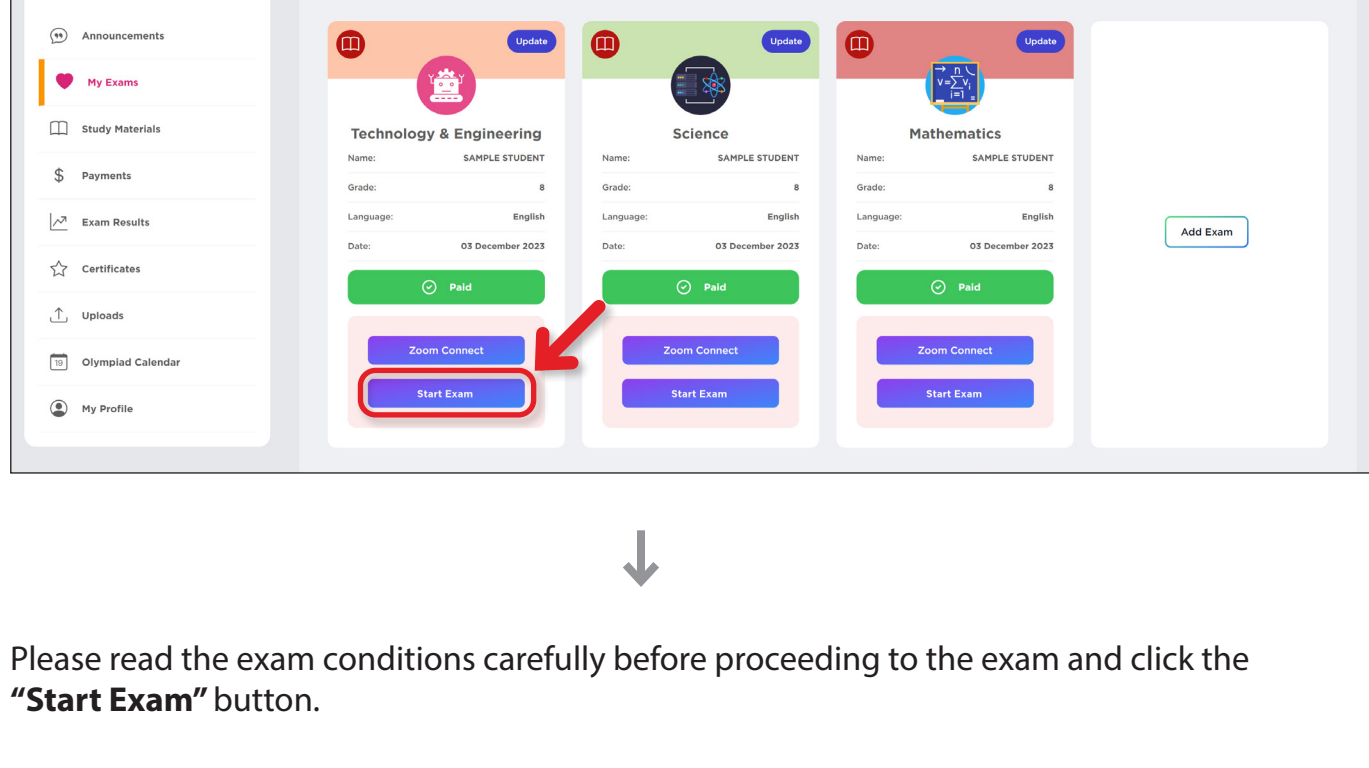 Announcements
My Exams
Study Materials
$ Payments
Exam Results
Certificates
Uploads
19 Olympiad Calendar
My Profile
Update
Technology & Engineering
Name: SAMPLE STUDENT
Grade: 8
Language: English
Date: 03 December 2023
Paid
Zoom Connect
Start Exam
Update
Science
Name: SAMPLE STUDENT
Grade: 8
Language: English
Date: 03 December 2023
Paid
Zoom Connect
Start Exam
Update
n
V=∑Vi
i=1
Mathematics
Name: SAMPLE STUDENT
Grade: 8
Language: English
Date: 03 December 2023
Paid
Zoom Connect
Start Exam
Add Exam
Please read the exam conditions carefully before proceeding to the exam and click the
“Start Exam” button.